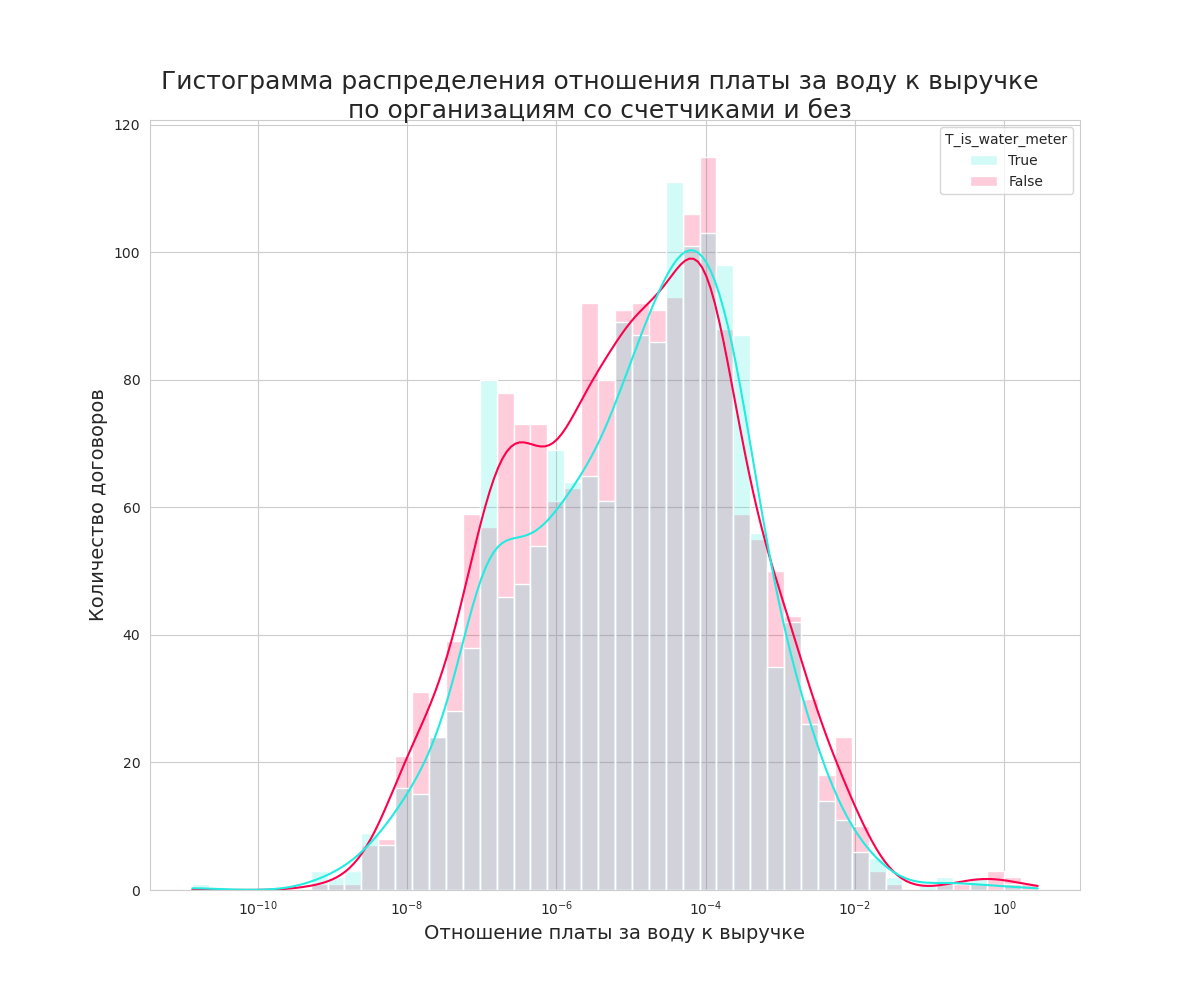 Гистограмма распределения отношения платы за воду к выручке
по организациям со счетчиками и без
T_is_water_meter
True
False
120
100
80
60
40
20
0
Количество договоров
10⁻¹⁰
10⁻⁸
10⁻⁶
10⁻⁴
10⁻²
10⁰
Отношение платы за воду к выручке